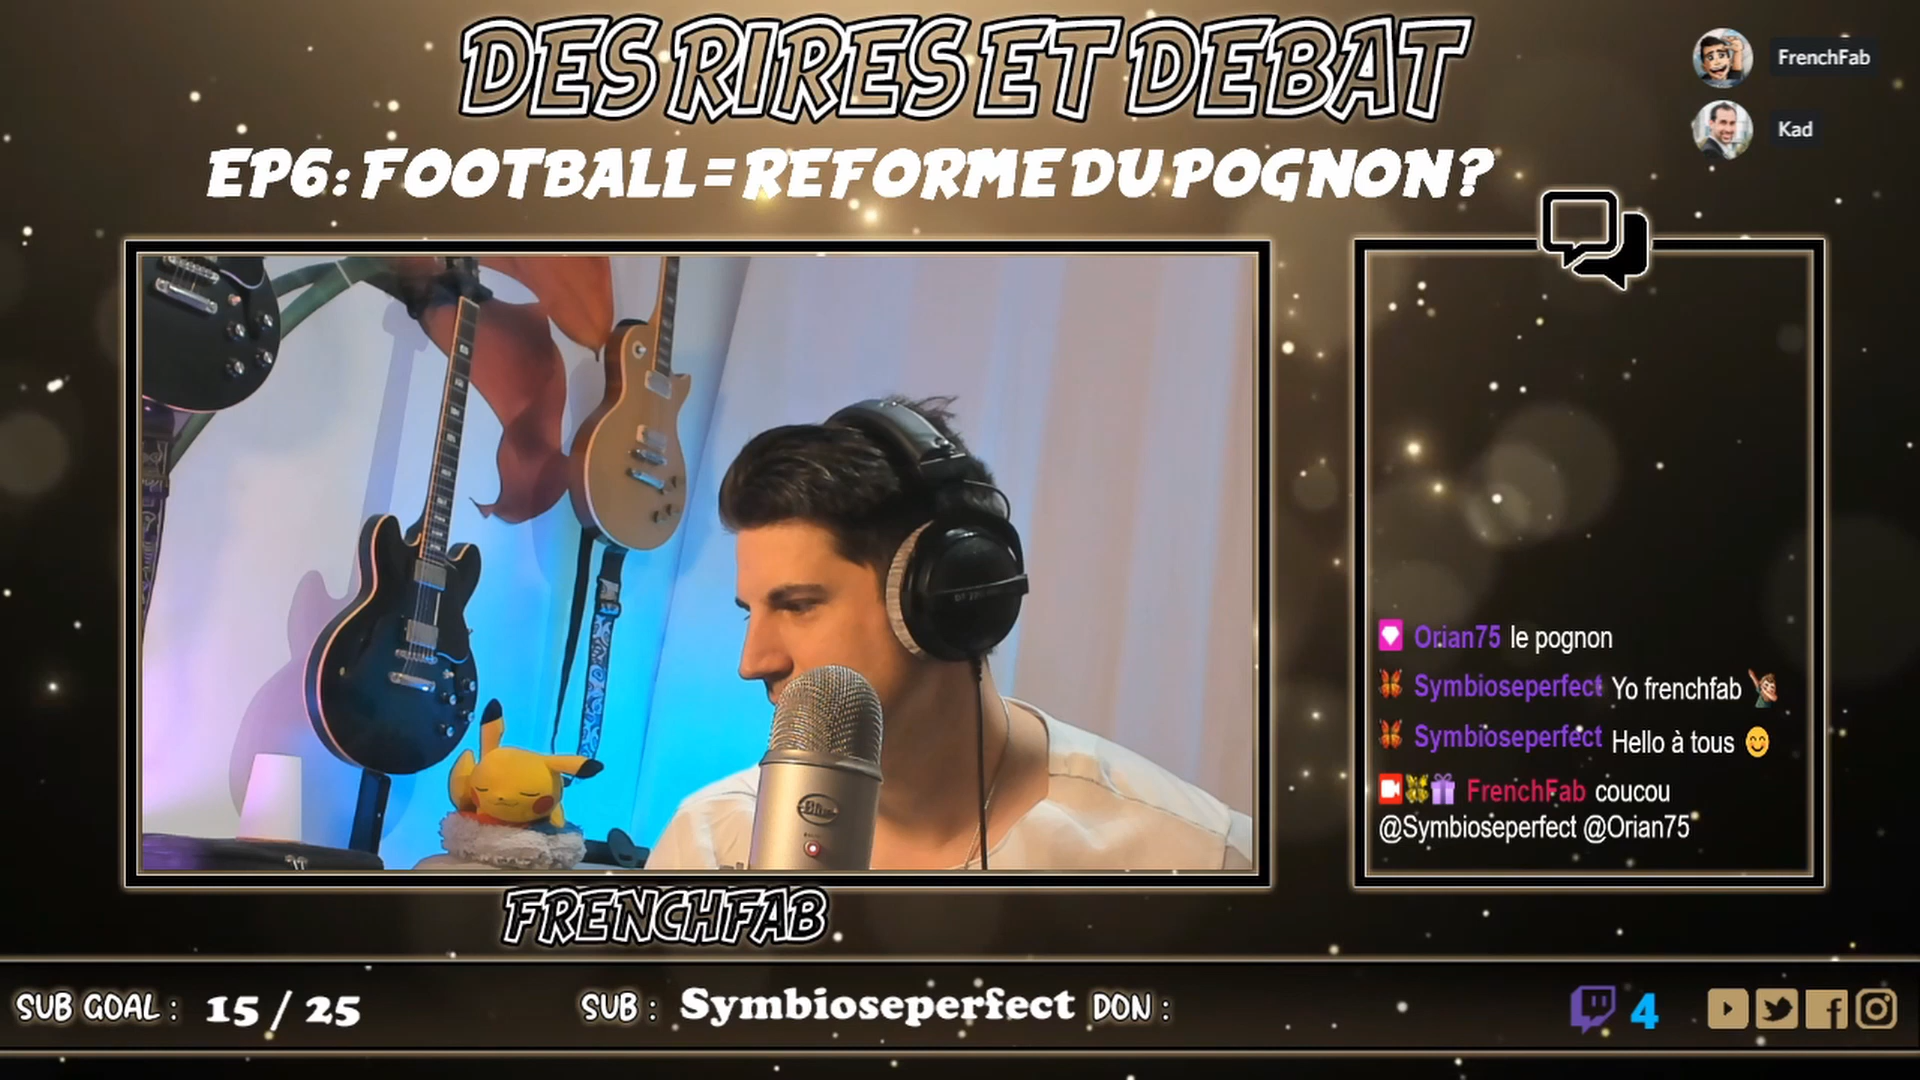 DES RIRES ET DEBAT
EP6: FOOTBALL = REFORME DU POGNON?
FrenchFab
Kad
Orian75 le pognon
Symbioseperfect Yo frenchfab
Symbioseperfect Hello à tous
FrenchFab coucou
@Symbioseperfect @Orian75
FRENCHFAB
SUB GOAL : 15 / 25
SUB : Symbioseperfect DON :
4